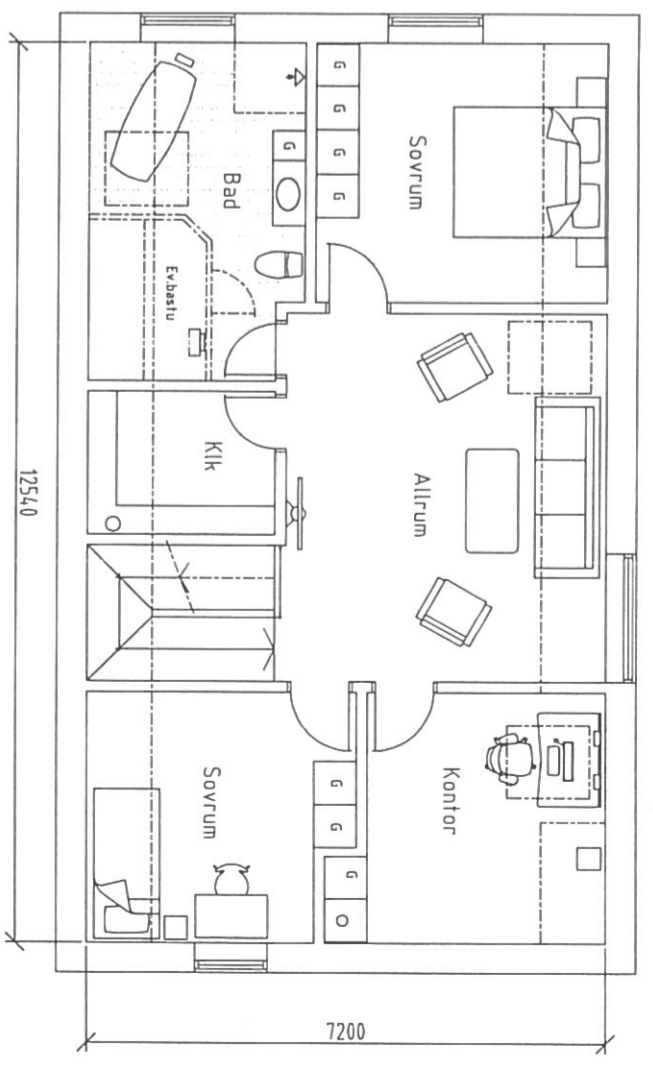 Sovrum
Allrum
Kontor
7200
G G G G
G G
G
G
Bad
Klk
Sovrum
Ev.bastu
12540